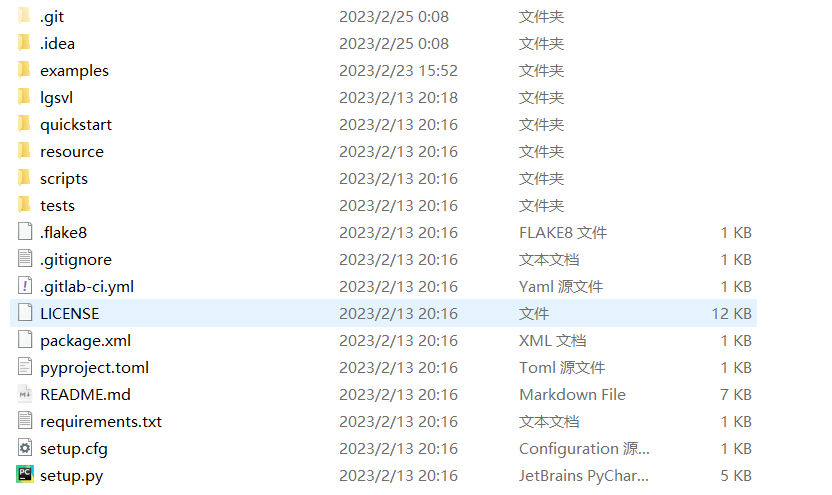 .git 2023/2/25 0:08 文件夹
.idea 2023/2/25 0:08 文件夹
examples 2023/2/23 15:52 文件夹
lgsvl 2023/2/13 20:18 文件夹
quickstart 2023/2/13 20:16 文件夹
resource 2023/2/13 20:16 文件夹
scripts 2023/2/13 20:16 文件夹
tests 2023/2/13 20:16 文件夹
.flake8 2023/2/13 20:16 FLAKE8 文件 1 KB
.gitignore 2023/2/13 20:16 文本文档 1 KB
.gitlab-ci.yml 2023/2/13 20:16 Yaml 源文件 1 KB
LICENSE 2023/2/13 20:16 文件 12 KB
package.xml 2023/2/13 20:16 XML 文档 1 KB
pyproject.toml 2023/2/13 20:16 Toml 源文件 1 KB
README.md 2023/2/13 20:16 Markdown File 7 KB
requirements.txt 2023/2/13 20:16 文本文档 1 KB
setup.cfg 2023/2/13 20:16 Configuration 源... 1 KB
setup.py 2023/2/13 20:16 JetBrains PyChar... 5 KB